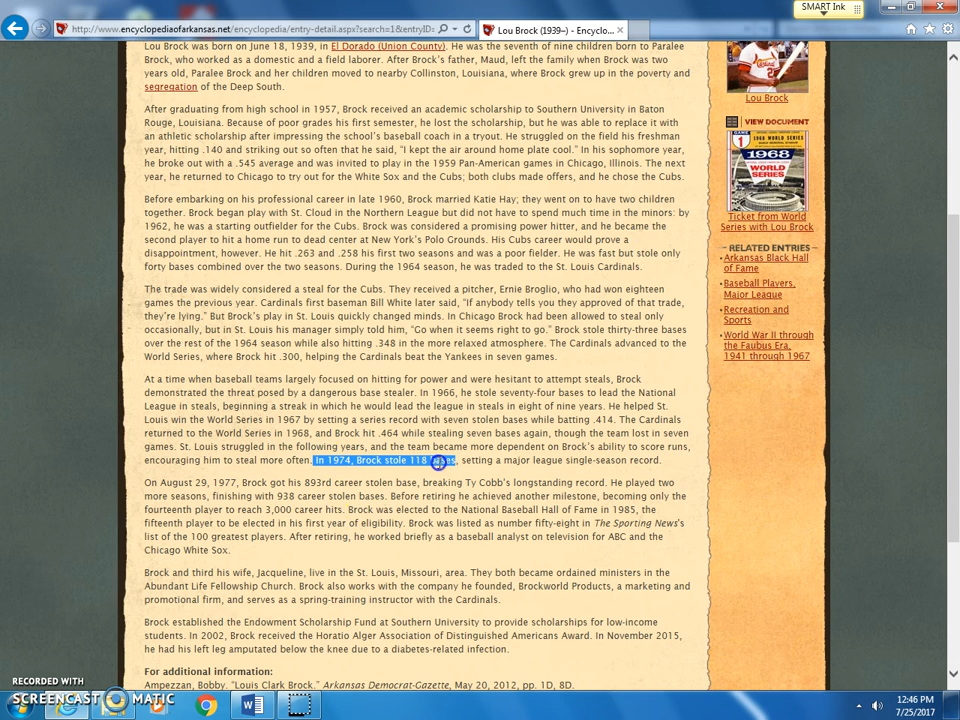 SMART Ink
http://www.encyclopediaofarkansas.net/encyclopedia/entry-detail.aspx?search=1&entryID=
Lou Brock (1939–) - Encyclo...
Lou Brock was born on June 18, 1939, in El Dorado (Union County). He was the seventh of nine children born to Paralee
Brock, who worked as a domestic and a field laborer. After Brock's father, Maud, left the family when Brock was two
years old, Paralee Brock and her children moved to nearby Collinston, Louisiana, where Brock grew up in the poverty and
segregation of the Deep South.
After graduating from high school in 1957, Brock received an academic scholarship to Southern University in Baton
Rouge, Louisiana. Because of poor grades his first semester, he lost the scholarship, but he was able to replace it with
an athletic scholarship after impressing the school's baseball coach in a tryout. He struggled on the field his freshman
year, hitting .140 and striking out so often that he said, "I kept the air around home plate cool." In his sophomore year,
he broke out with a .545 average and was invited to play in the 1959 Pan-American games in Chicago, Illinois. The next
year, he returned to Chicago to try out for the White Sox and the Cubs; both clubs made offers, and he chose the Cubs.
Before embarking on his professional career in late 1960, Brock married Katie Hay; they went on to have two children
together. Brock began play with St. Cloud in the Northern League but did not have to spend much time in the minors: by
1962, he was a starting outfielder for the Cubs. Brock was considered a promising power hitter, and he became the
second player to hit a home run to dead center at New York's Polo Grounds. His Cubs career would prove a
disappointment, however. He hit .263 and .258 his first two seasons and was a poor fielder. He was fast but stole only
forty bases combined over the two seasons. During the 1964 season, he was traded to the St. Louis Cardinals.
The trade was widely considered a steal for the Cubs. They received a pitcher, Ernie Broglio, who had won eighteen
games the previous year. Cardinals first baseman Bill White later said, "If anybody tells you they approved of that trade,
they're lying." But Brock's play in St. Louis quickly changed minds. In Chicago Brock had been allowed to steal only
occasionally, but in St. Louis his manager simply told him, "Go when it seems right to go." Brock stole thirty-three bases
over the rest of the 1964 season while also hitting .348 in the more relaxed atmosphere. The Cardinals advanced to the
World Series, where Brock hit .300, helping the Cardinals beat the Yankees in seven games.
At a time when baseball teams largely focused on hitting for power and were hesitant to attempt steals, Brock
demonstrated the threat posed by a dangerous base stealer. In 1966, he stole seventy-four bases to lead the National
League in steals, beginning a streak in which he would lead the league in steals in eight of nine years. He helped St.
Louis win the World Series in 1967 by setting a series record with seven stolen bases while batting .414. The Cardinals
returned to the World Series in 1968, and Brock hit .464 while stealing seven bases again, though the team lost in seven
games. St. Louis struggled in the following years, and the team became more dependent on Brock's ability to score runs,
encouraging him to steal more often. In 1974, Brock stole 118 bases, setting a major league single-season record.
On August 29, 1977, Brock got his 893rd career stolen base, breaking Ty Cobb's longstanding record. He played two
more seasons, finishing with 938 career stolen bases. Before retiring he achieved another milestone, becoming only the
fourteenth player to reach 3,000 career hits. Brock was elected to the National Baseball Hall of Fame in 1985, the
fifteenth player to be elected in his first year of eligibility. Brock was listed as number fifty-eight in The Sporting News's
list of the 100 greatest players. After retiring, he worked briefly as a baseball analyst on television for ABC and the
Chicago White Sox.
Brock and third his wife, Jacqueline, live in the St. Louis, Missouri, area. They both became ordained ministers in the
Abundant Life Fellowship Church. Brock also works with the company he founded, Brockworld Products, a marketing and
promotional firm, and serves as a spring-training instructor with the Cardinals.
Brock established the Endowment Scholarship Fund at Southern University to provide scholarships for low-income
students. In 2002, Brock received the Horatio Alger Association of Distinguished Americans Award. In November 2015,
he had his left leg amputated below the knee due to a diabetes-related infection.
For additional information:
Ampezzan, Bobby. "Louis Clark Brock." Arkansas Democrat-Gazette, May 20, 2012, pp. 1D, 8D.
Lou Brock
VIEW DOCUMENT
GAME
1
1968 WORLD SERIES
1968
WORLD
SERIES
Ticket from World
Series with Lou Brock
RELATED ENTRIES
Arkansas Black Hall
of Fame
Baseball Players,
Major League
Recreation and
Sports
World War II through
the Faubus Era,
1941 through 1967
RECORDED WITH
SCREENCAST MATIC
12:46 PM
7/25/2017